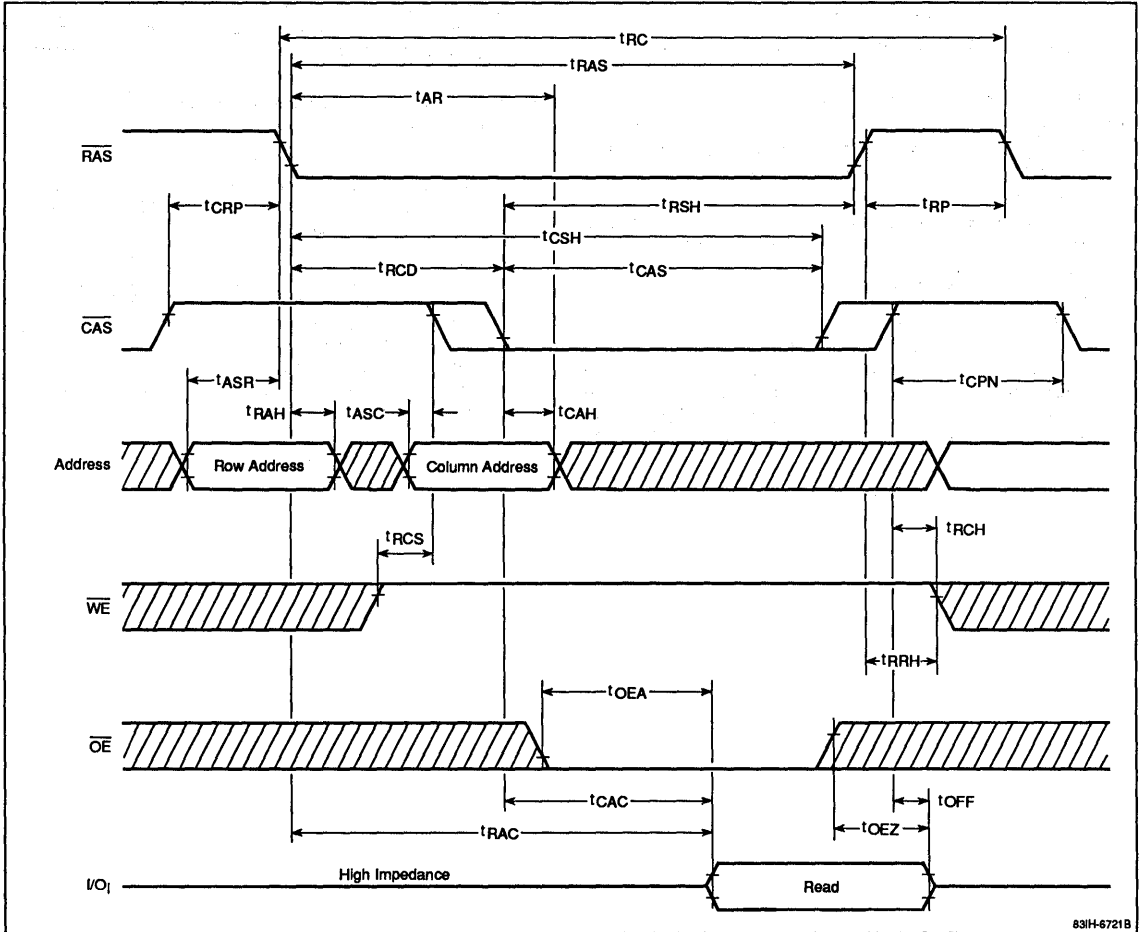 tRC
tRAS
tAR
RAS
tCRP
tRSH
tRP
tCSH
tRCD
tCAS
CAS
tASR
tCPN
tRAH
tASC
tCAH
Address
Row Address
Column Address
tRCS
tRCH
WE
tRRH
tOEA
OE
tCAC
tOFF
tRAC
tOEZ
I/Oi
High Impedance
Read
83IH-6721B